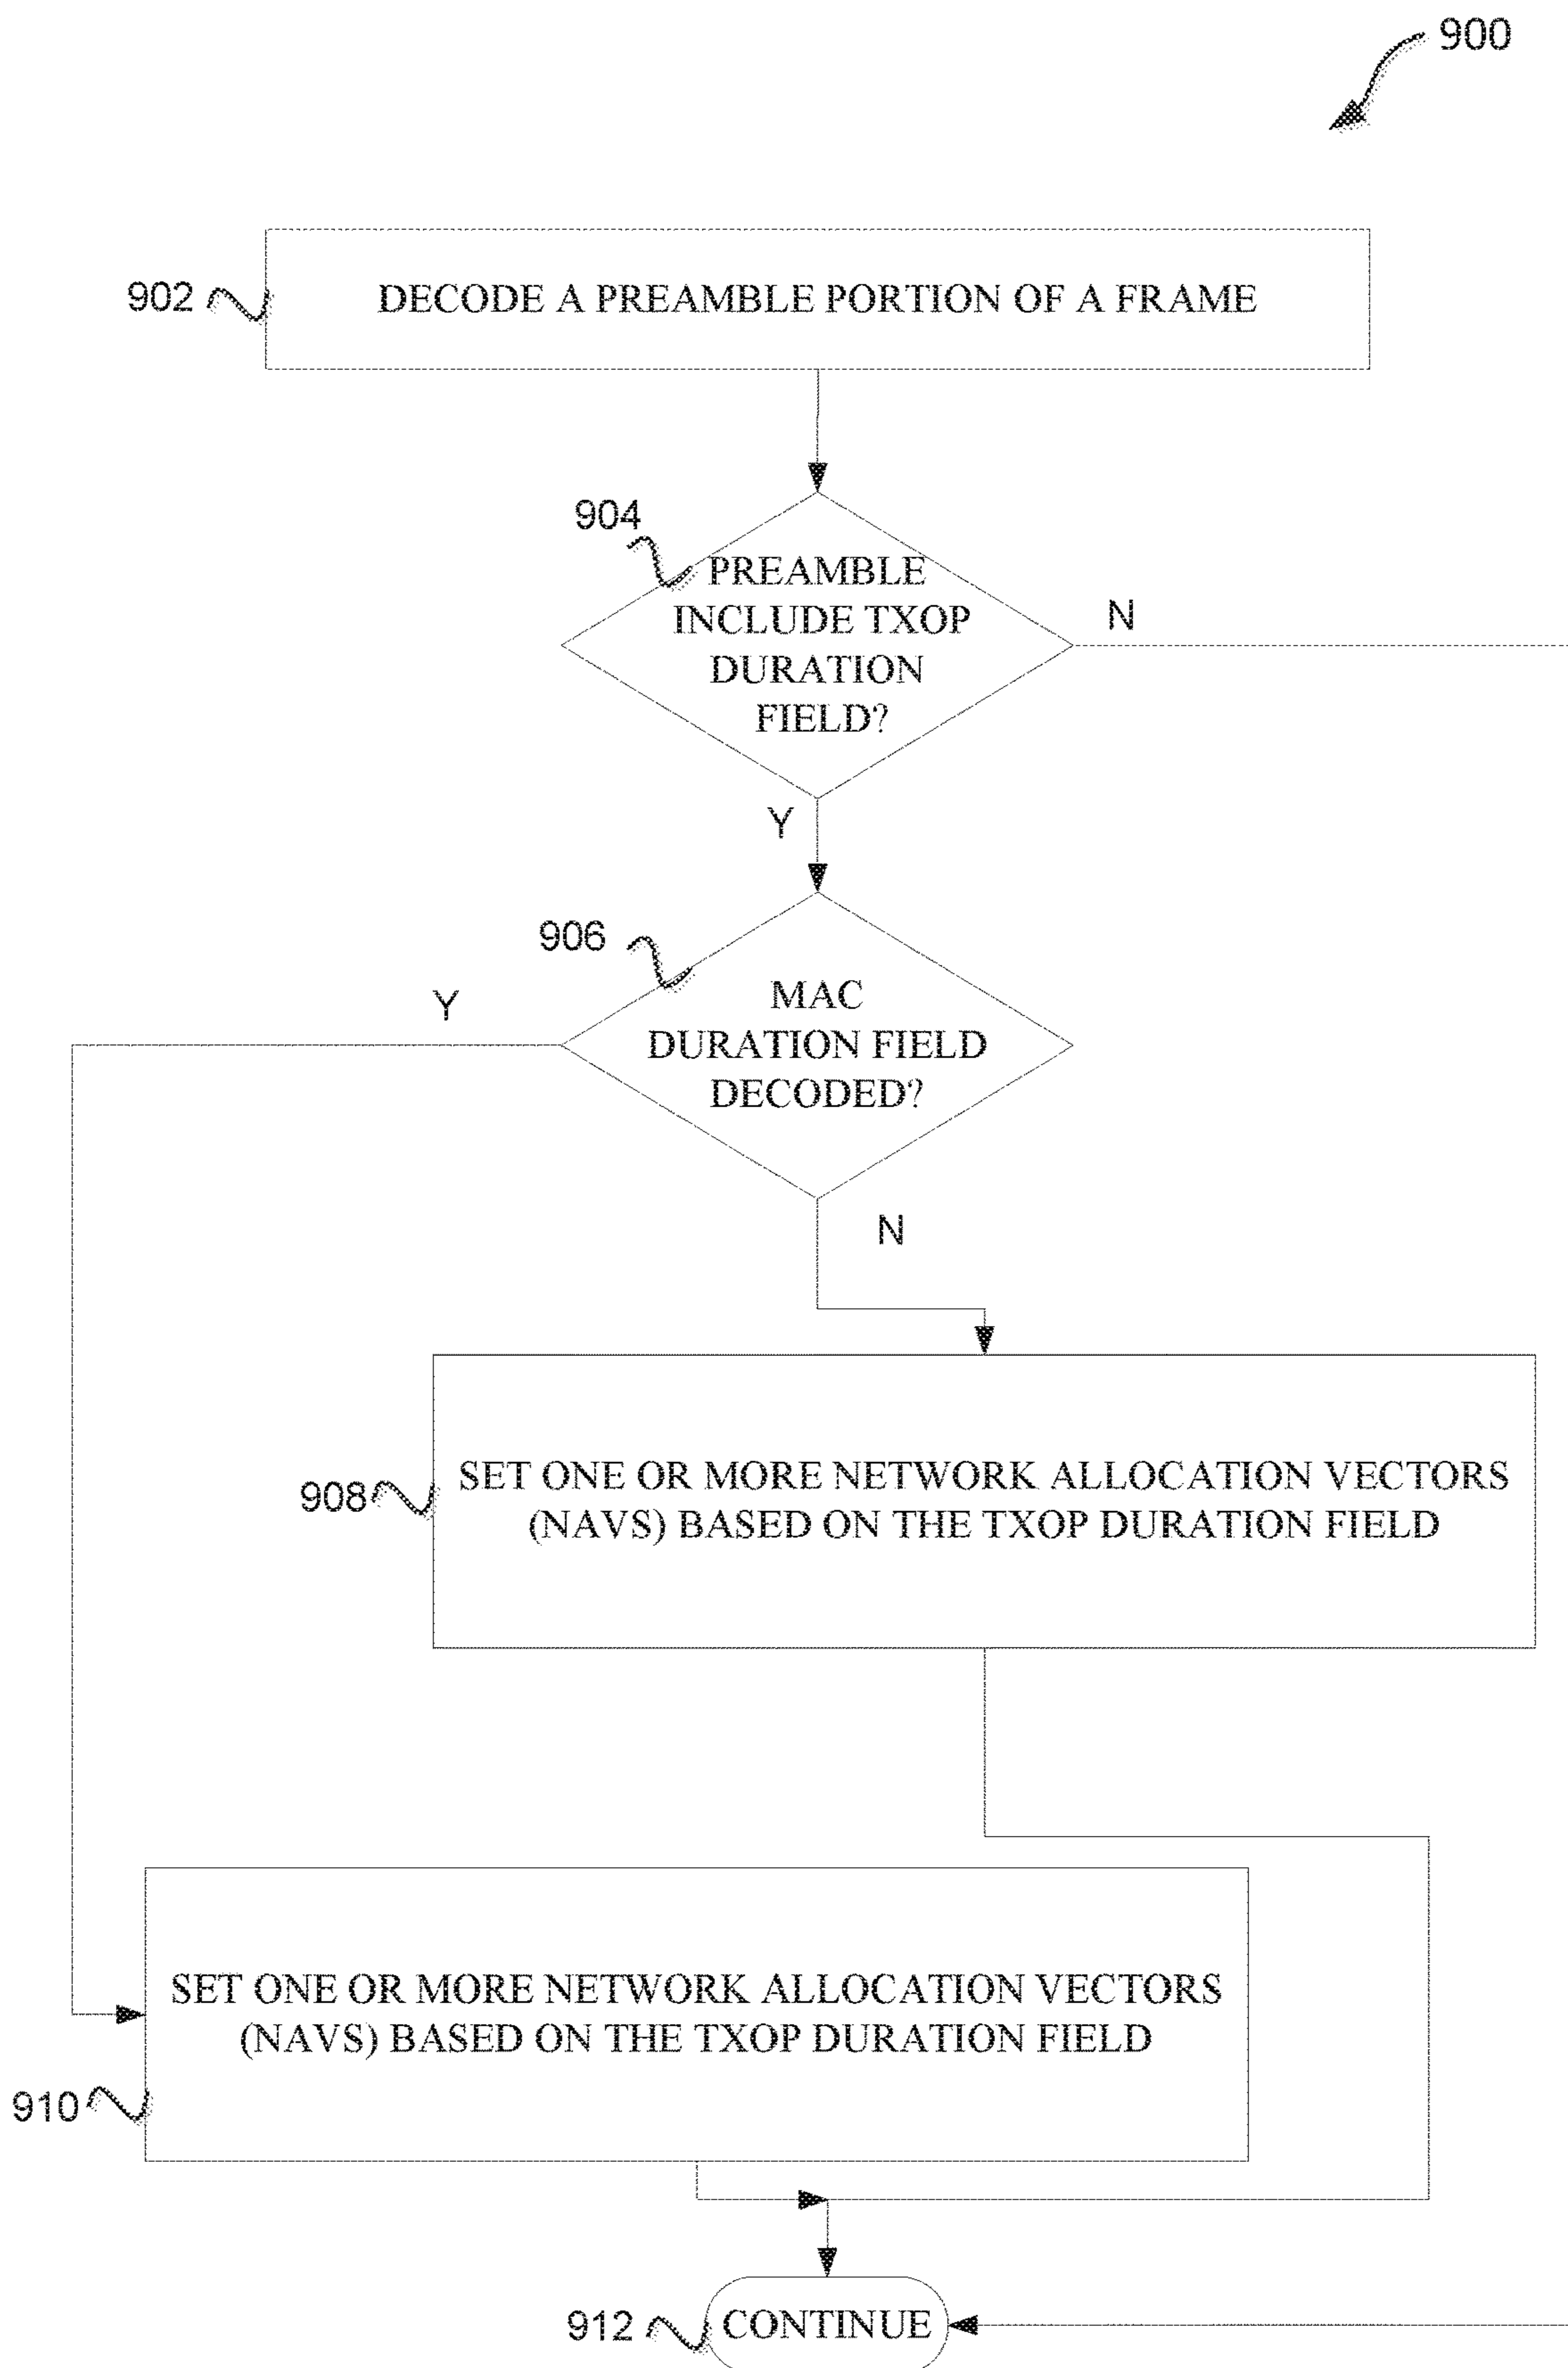 900
902
DECODE A PREAMBLE PORTION OF A FRAME
904
PREAMBLE
INCLUDE TXOP
DURATION
FIELD?
N
Y
906
MAC
DURATION FIELD
DECODED?
Y
N
908
SET ONE OR MORE NETWORK ALLOCATION VECTORS
(NAVS) BASED ON THE TXOP DURATION FIELD
SET ONE OR MORE NETWORK ALLOCATION VECTORS
(NAVS) BASED ON THE TXOP DURATION FIELD
910
912
CONTINUE